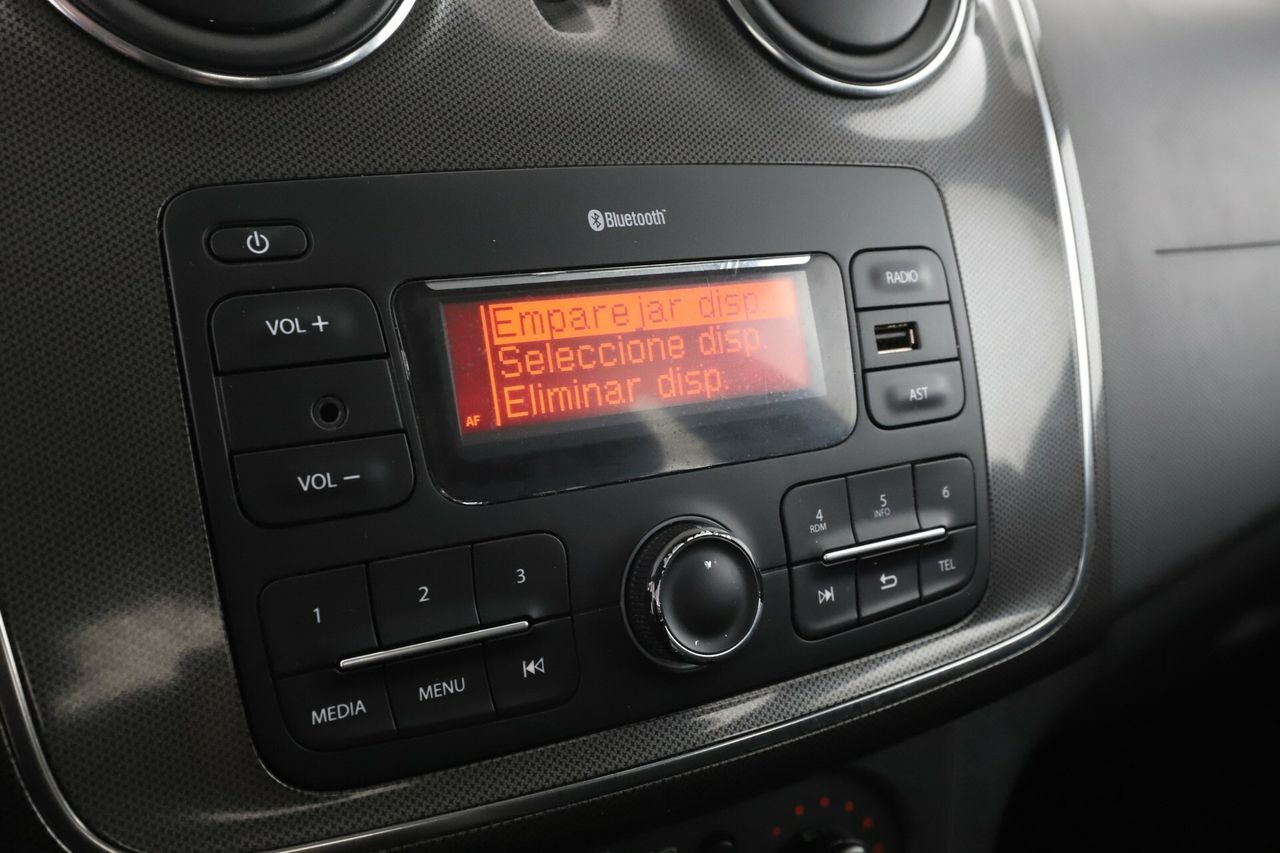 Bluetooth
VOL +
VOL −
Emparejar disp.
Seleccione disp.
Eliminar disp.
AF
RADIO
AST
1
2
3
MEDIA
MENU
4
RDM
5
INFO
6
TEL